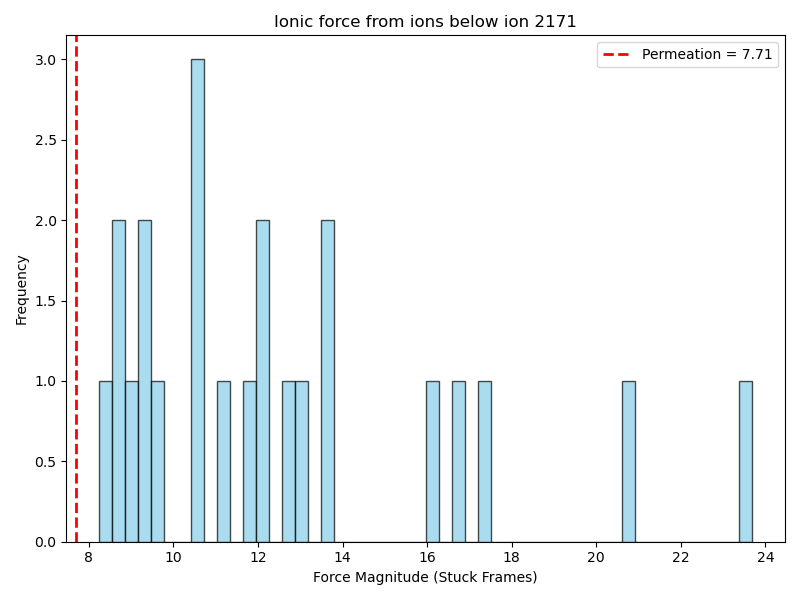 Ionic force from ions below ion 2171
Permeation = 7.71
Frequency
3.0
2.5
2.0
1.5
1.0
0.5
0.0
8 10 12 14 16 18 20 22 24
Force Magnitude (Stuck Frames)